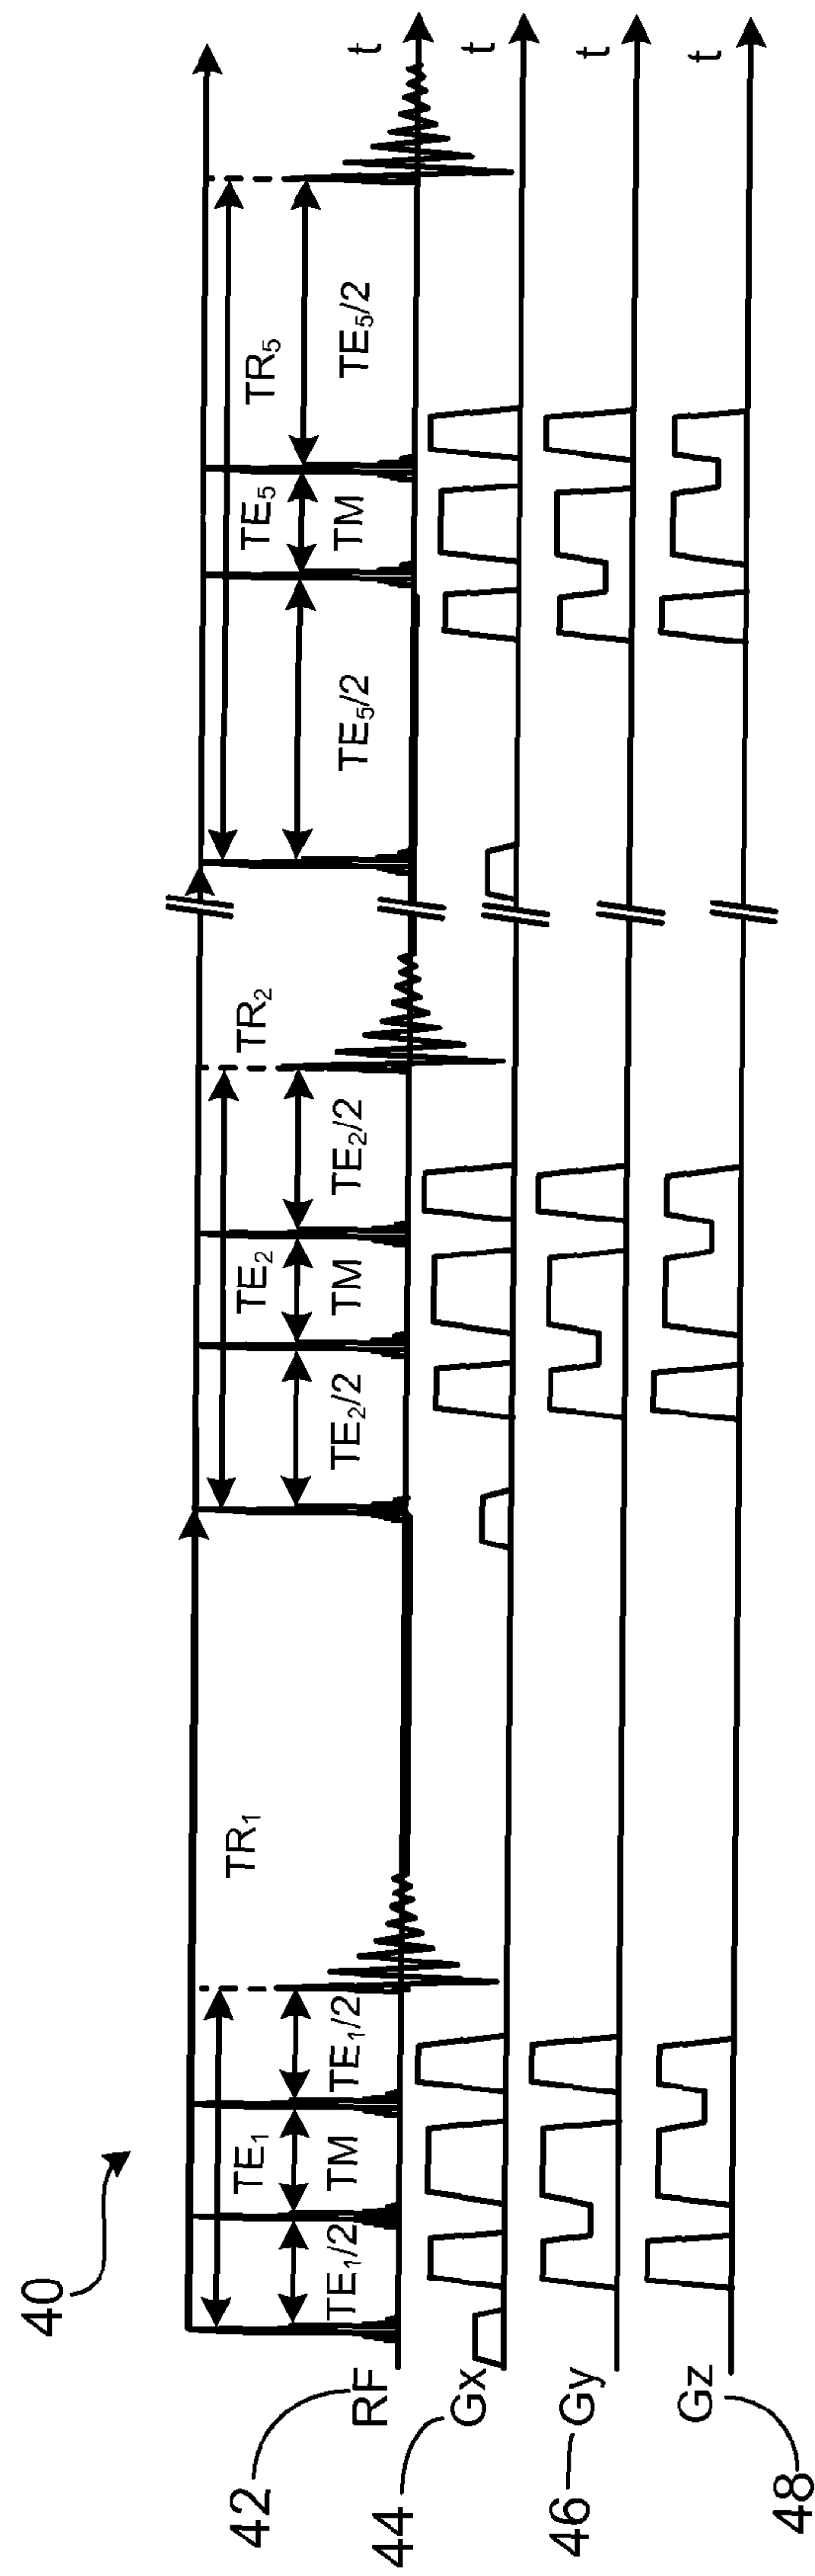 40
TR₁
TR₂
TR₅
TE₁
TE₂
TE₅
TE₁/2
TM
TE₁/2
TE₂/2
TM
TE₂/2
TE₅/2
TM
TE₅/2
42
RF
t
44
Gx
t
46
Gy
t
48
Gz
t